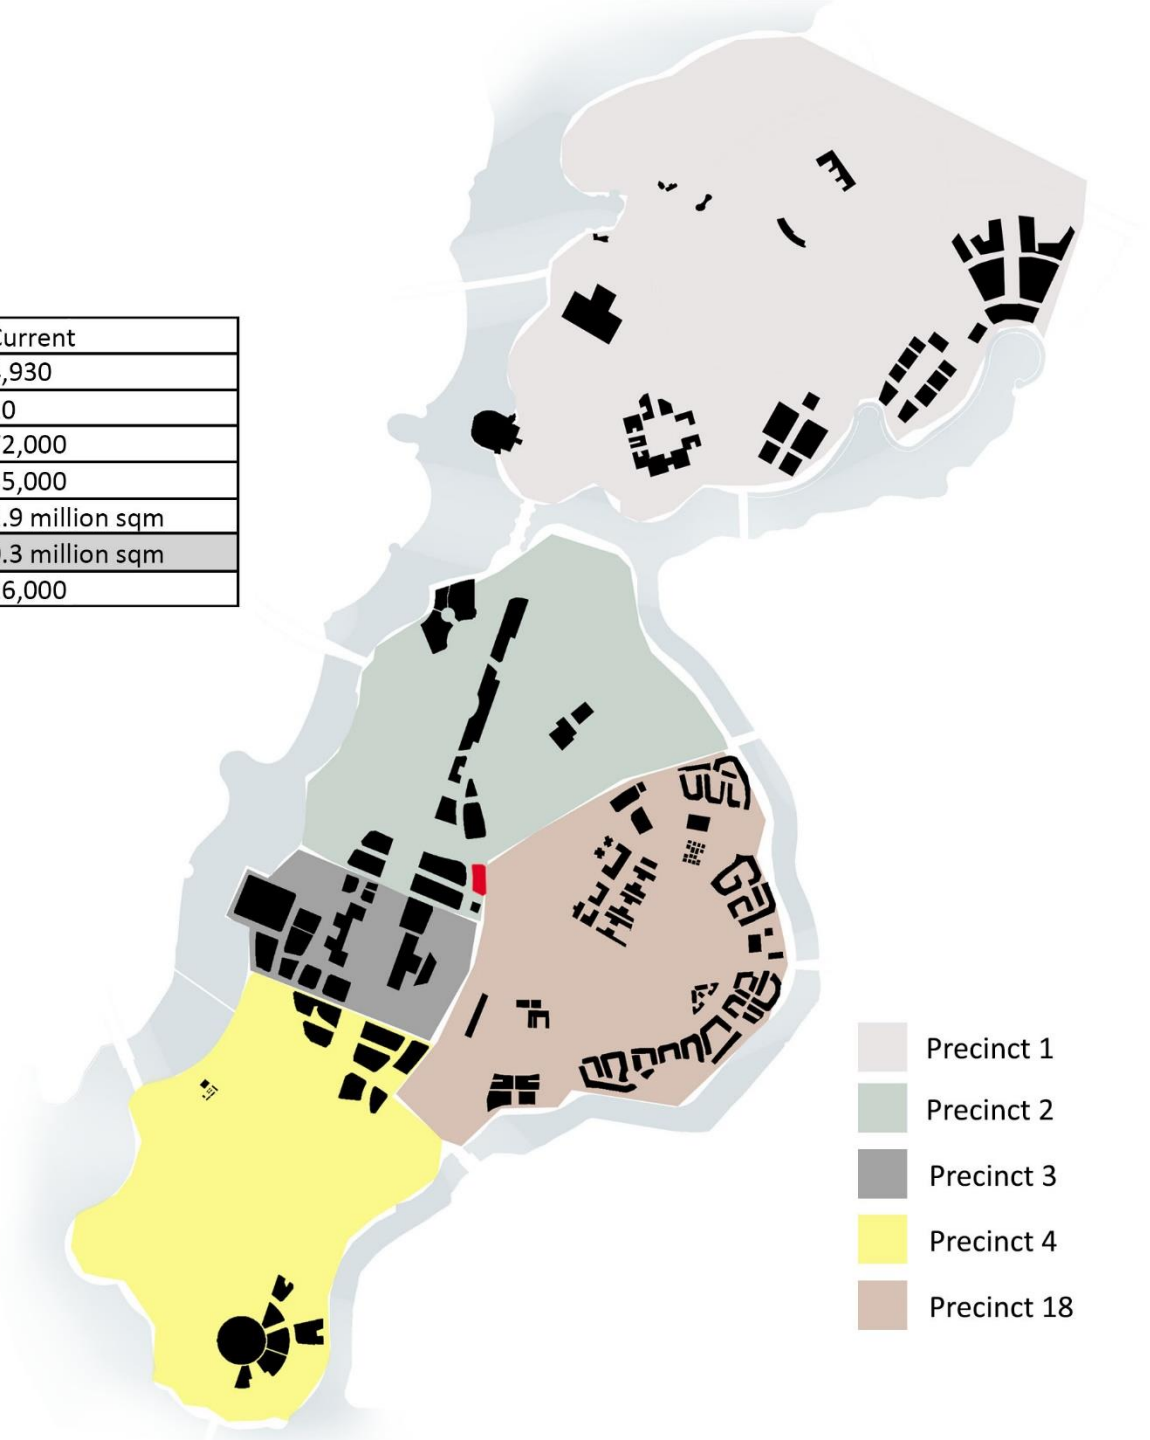 Current
,930
0
2,000
5,000
.9 million sqm
.3 million sqm
6,000
Precinct 1
Precinct 2
Precinct 3
Precinct 4
Precinct 18